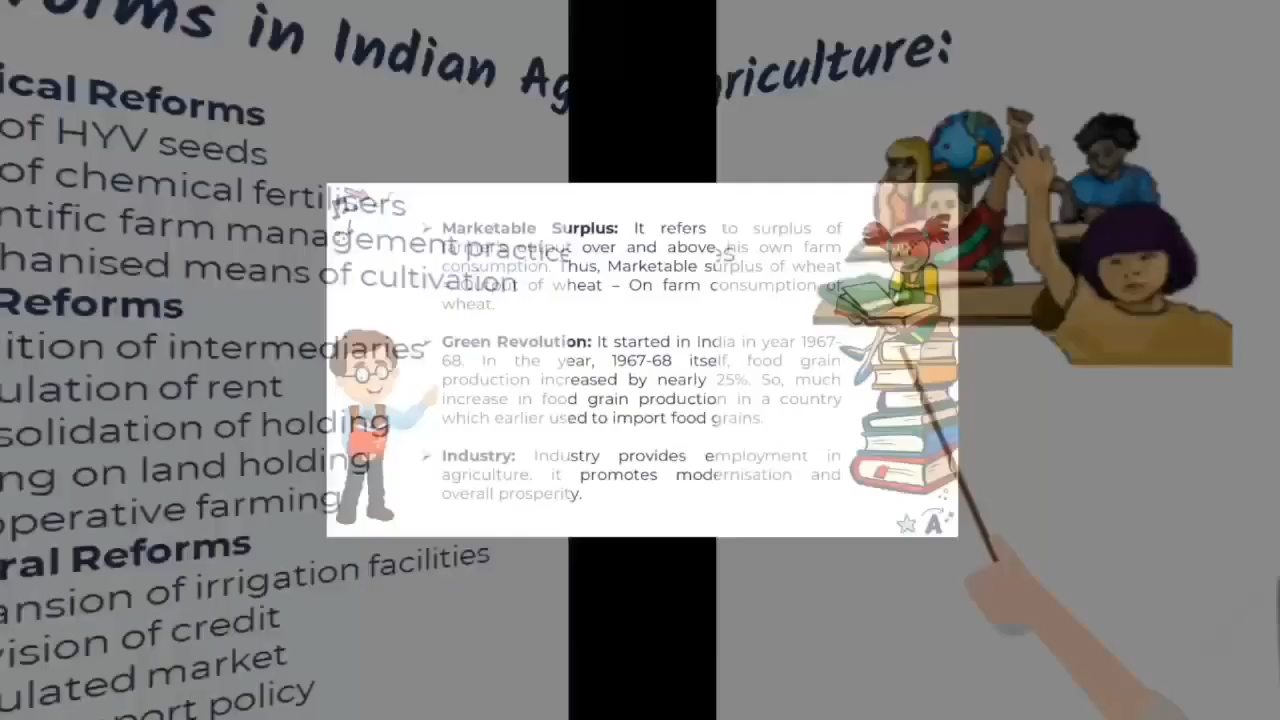 orms in Indian Ag riculture:
ical Reforms
of HYV seeds
of chemical fertilisers
ntific farm management practices
hanised means of cultivation
Reforms
ition of intermediaries
ulation of rent
solidation of holding
ng on land holding
operative farming
ral Reforms
ansion of irrigation facilities
vision of credit
ulated market
port policy
Marketable Surplus: It refers to surplus of
over and above his own farm
consumption. Thus, Marketable surplus of wheat
of wheat – On farm consumption of
wheat.
Green Revolution: It started in India in year 1967-
68. In the year, 1967-68 itself, food grain
production increased by nearly 25%. So, much
increase in food grain production in a country
which earlier used to import food grains.
Industry: Industry provides employment in
agriculture. it promotes modernisation and
overall prosperity.
A